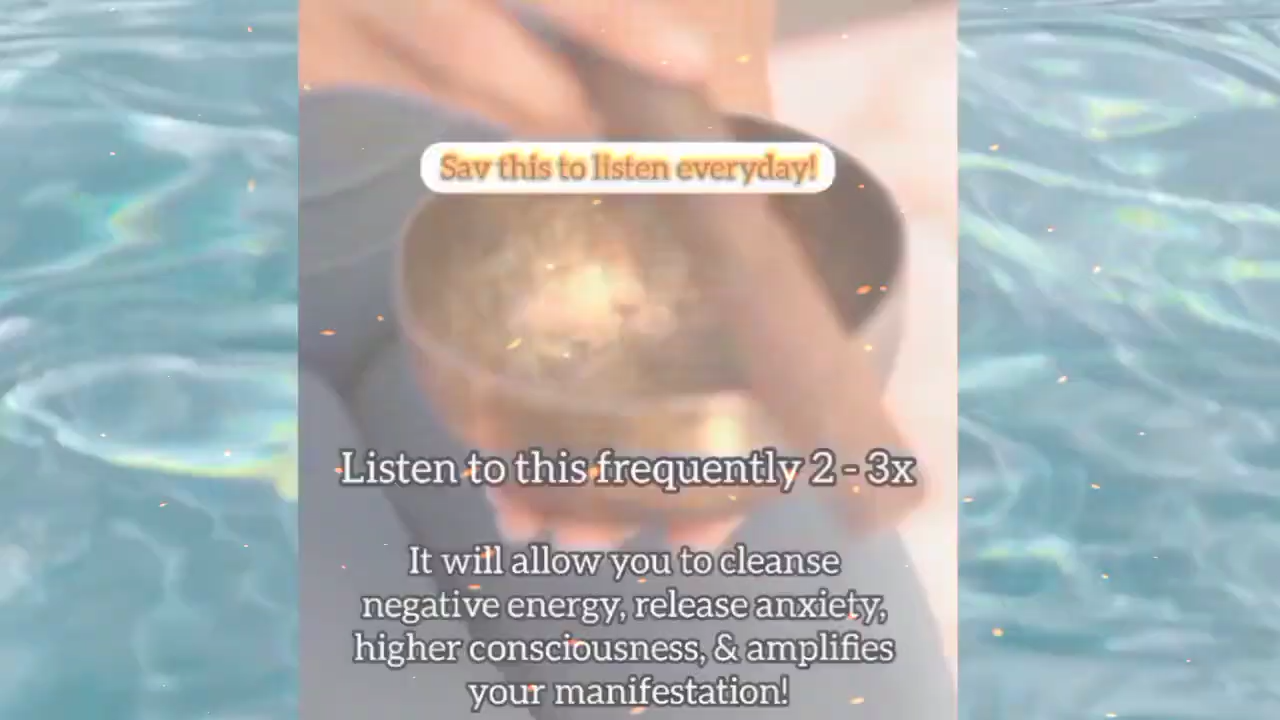 Sav this to listen everyday!
Listen to this frequently 2 - 3x
It will allow you to cleanse
negative energy, release anxiety,
higher consciousness, & amplifies
your manifestation!